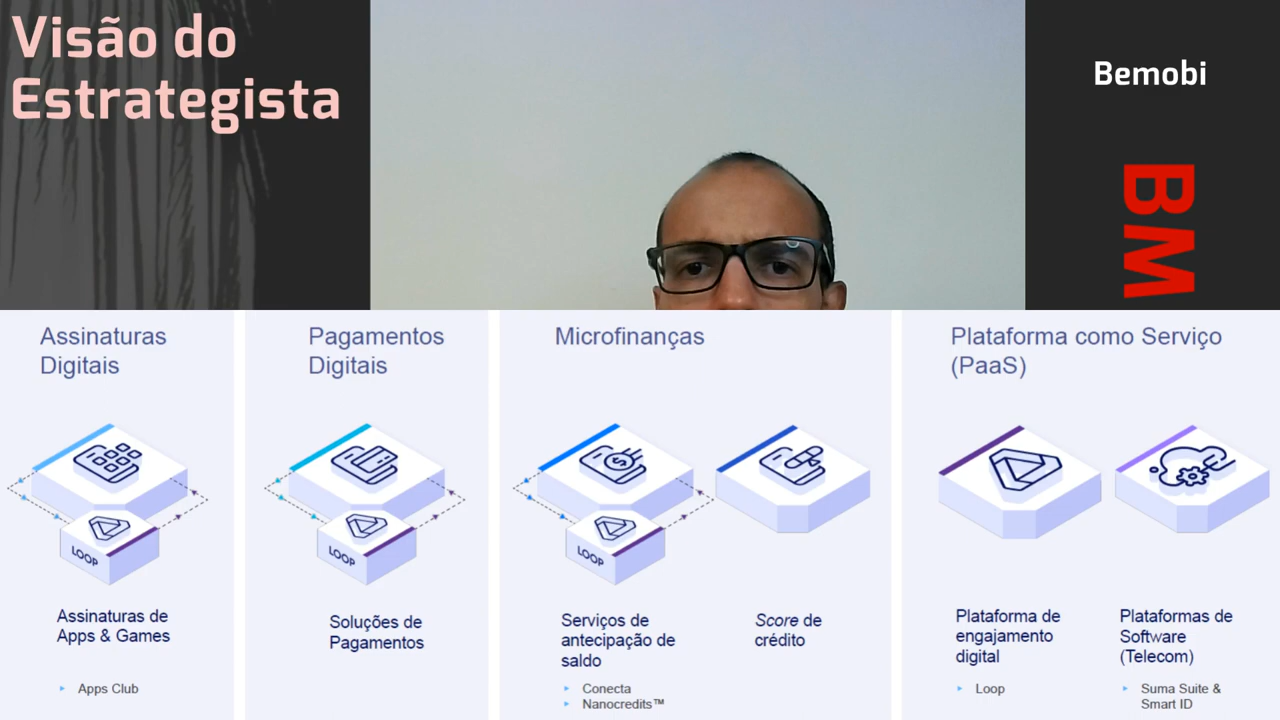 Visão do
Estrategista
Bemobi
BM
Assinaturas
Digitais
Pagamentos
Digitais
Microfinanças
Plataforma como Serviço
(PaaS)
LOOP
LOOP
LOOP
Assinaturas de
Apps & Games
Apps Club
Soluções de
Pagamentos
Serviços de
antecipação de
saldo
Conecta
Nanocredits™
Score de
crédito
Plataforma de
engajamento
digital
Loop
Plataformas de
Software
(Telecom)
Suma Suite &
Smart ID